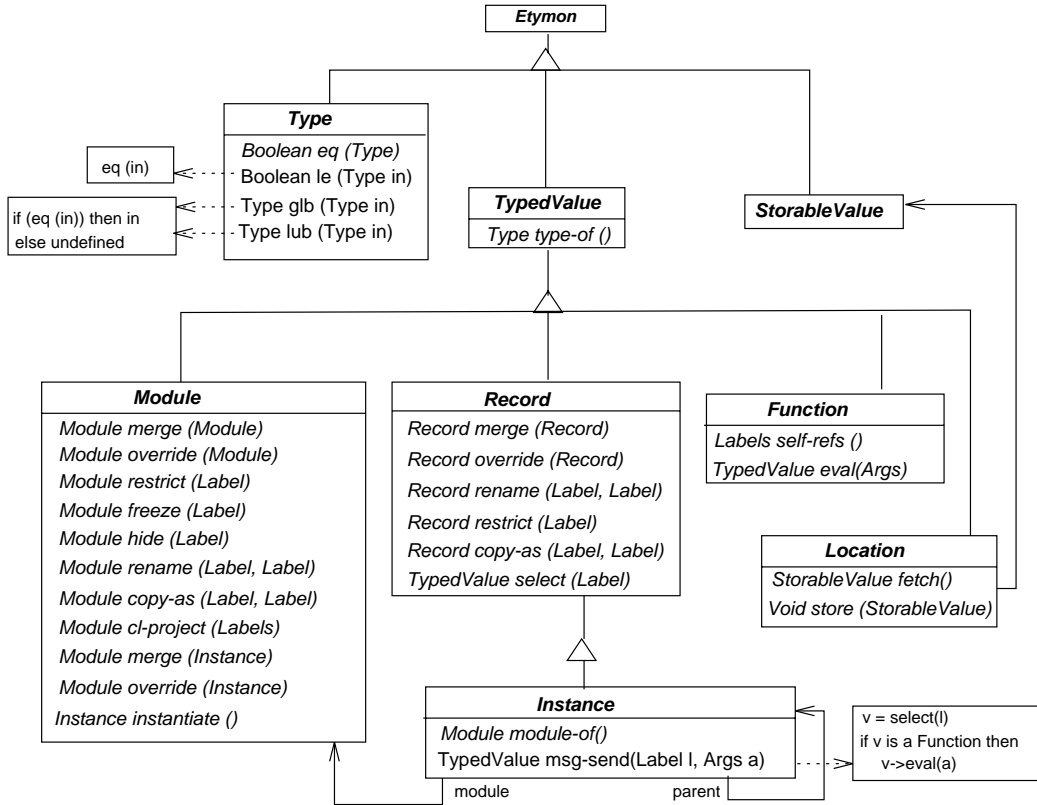 Etymon
Type
Boolean eq (Type)
Boolean le (Type in)
Type glb (Type in)
Type lub (Type in)
eq (in)
if (eq (in)) then in
else undefined
TypedValue
Type type-of ()
StorableValue
Module
Module merge (Module)
Module override (Module)
Module restrict (Label)
Module freeze (Label)
Module hide (Label)
Module rename (Label, Label)
Module copy-as (Label, Label)
Module cl-project (Labels)
Module merge (Instance)
Module override (Instance)
Instance instantiate ()
Record
Record merge (Record)
Record override (Record)
Record rename (Label, Label)
Record restrict (Label)
Record copy-as (Label, Label)
TypedValue select (Label)
Function
Labels self-refs ()
TypedValue eval(Args)
Location
StorableValue fetch()
Void store (StorableValue)
Instance
Module module-of()
TypedValue msg-send(Label l, Args a)
module
parent
v = select(l)
if v is a Function then
v->eval(a)